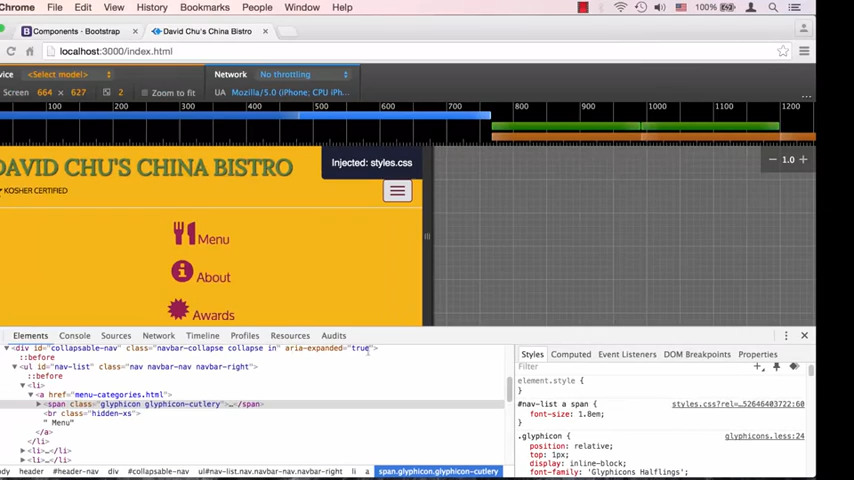 Chrome File Edit View History Bookmarks People Window Help 100%
Components · Bootstrap × David Chu's China Bistro ×
localhost:3000/index.html
vice <Select model> Network No throttling
Screen 664 × 627 2 Zoom to fit UA Mozilla/5.0 (iPhone; CPU iPh... ...
100 200 300 400 500 600 700 800 900 1000 1100 1200
DAVID CHU'S CHINA BISTRO Injected: styles.css − 1.0 +
KOSHER CERTIFIED
Menu
About
Awards
Elements Console Sources Network Timeline Profiles Resources Audits
▼<div id="collapsable-nav" class="navbar-collapse collapse in" aria-expanded="true">
::before
▼<ul id="nav-list" class="nav navbar-nav navbar-right">
::before
▼<li>
▼<a href="menu-categories.html">
▶<span class="glyphicon glyphicon-cutlery">…</span>
<br class="hidden-xs">
" Menu"
</a>
</li>
▶<li>…</li>
▶<li>…</li>
body header #header-nav div #collapsable-nav ul#nav-list.nav.navbar-nav.navbar-right li a span.glyphicon.glyphicon-cutlery
Styles Computed Event Listeners DOM Breakpoints Properties
Filter
element.style {
}
#nav-list a span { styles.css?rel=…52646403722:60
font-size: 1.8em;
}
.glyphicon { glyphicons.less:24
position: relative;
top: 1px;
display: inline-block;
font-family: 'Glyphicons Halflings';